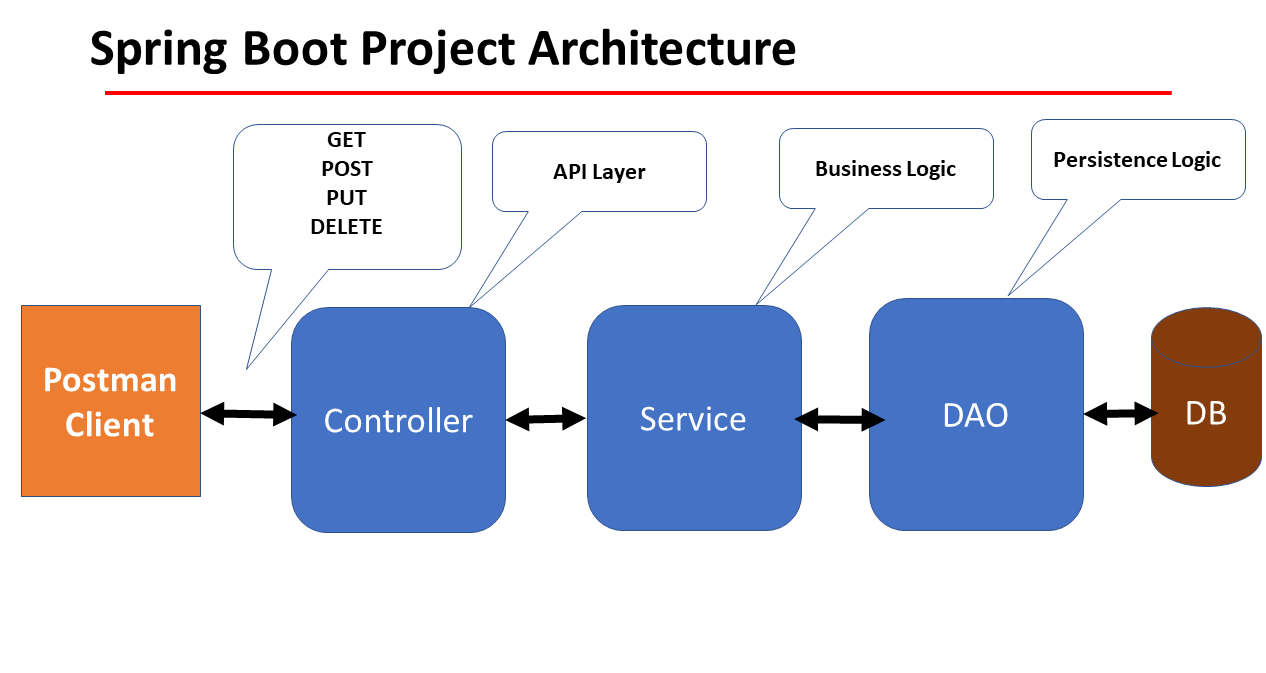 Spring Boot Project Architecture
GET
POST
PUT
DELETE
API Layer
Business Logic
Persistence Logic
Postman
Client
Controller
Service
DAO
DB